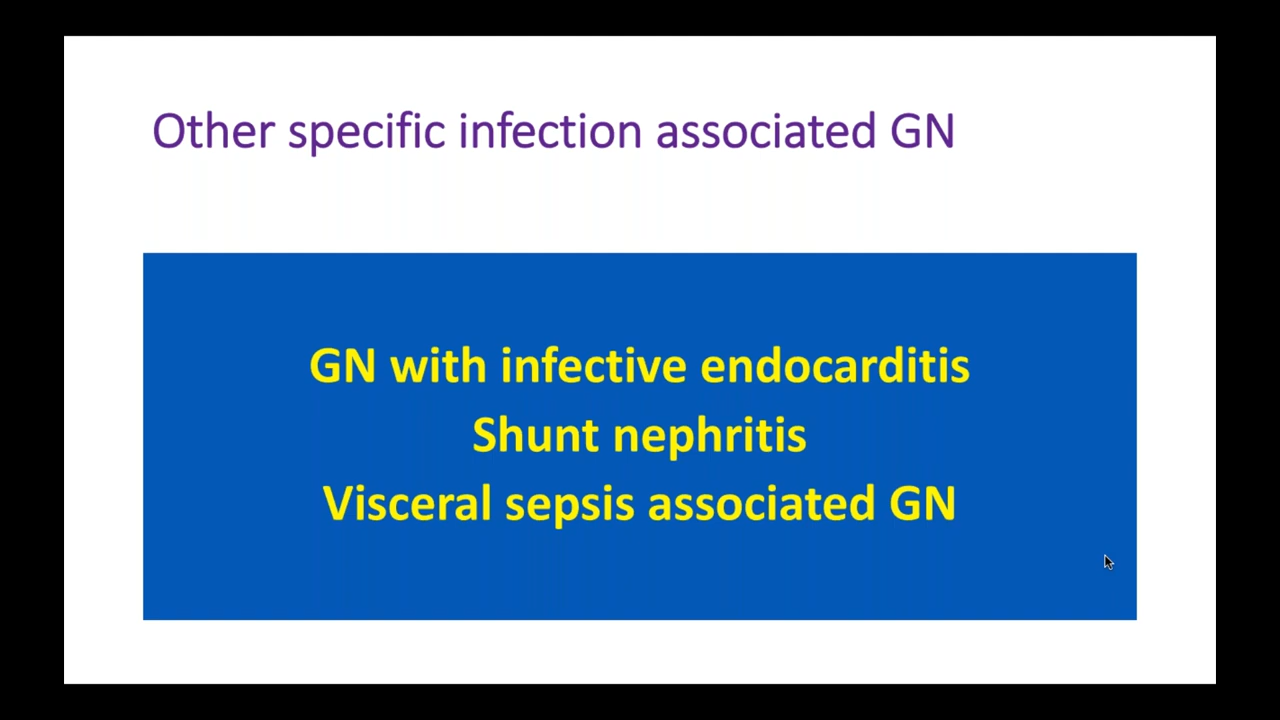 Other specific infection associated GN
GN with infective endocarditis
Shunt nephritis
Visceral sepsis associated GN